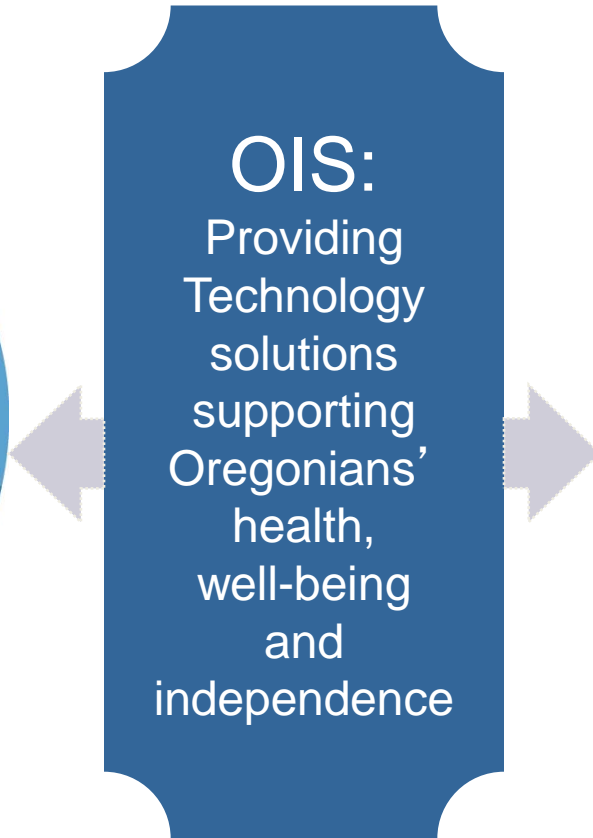 OIS:
Providing
Technology
solutions
supporting
Oregonians’
health,
well-being
and
independence